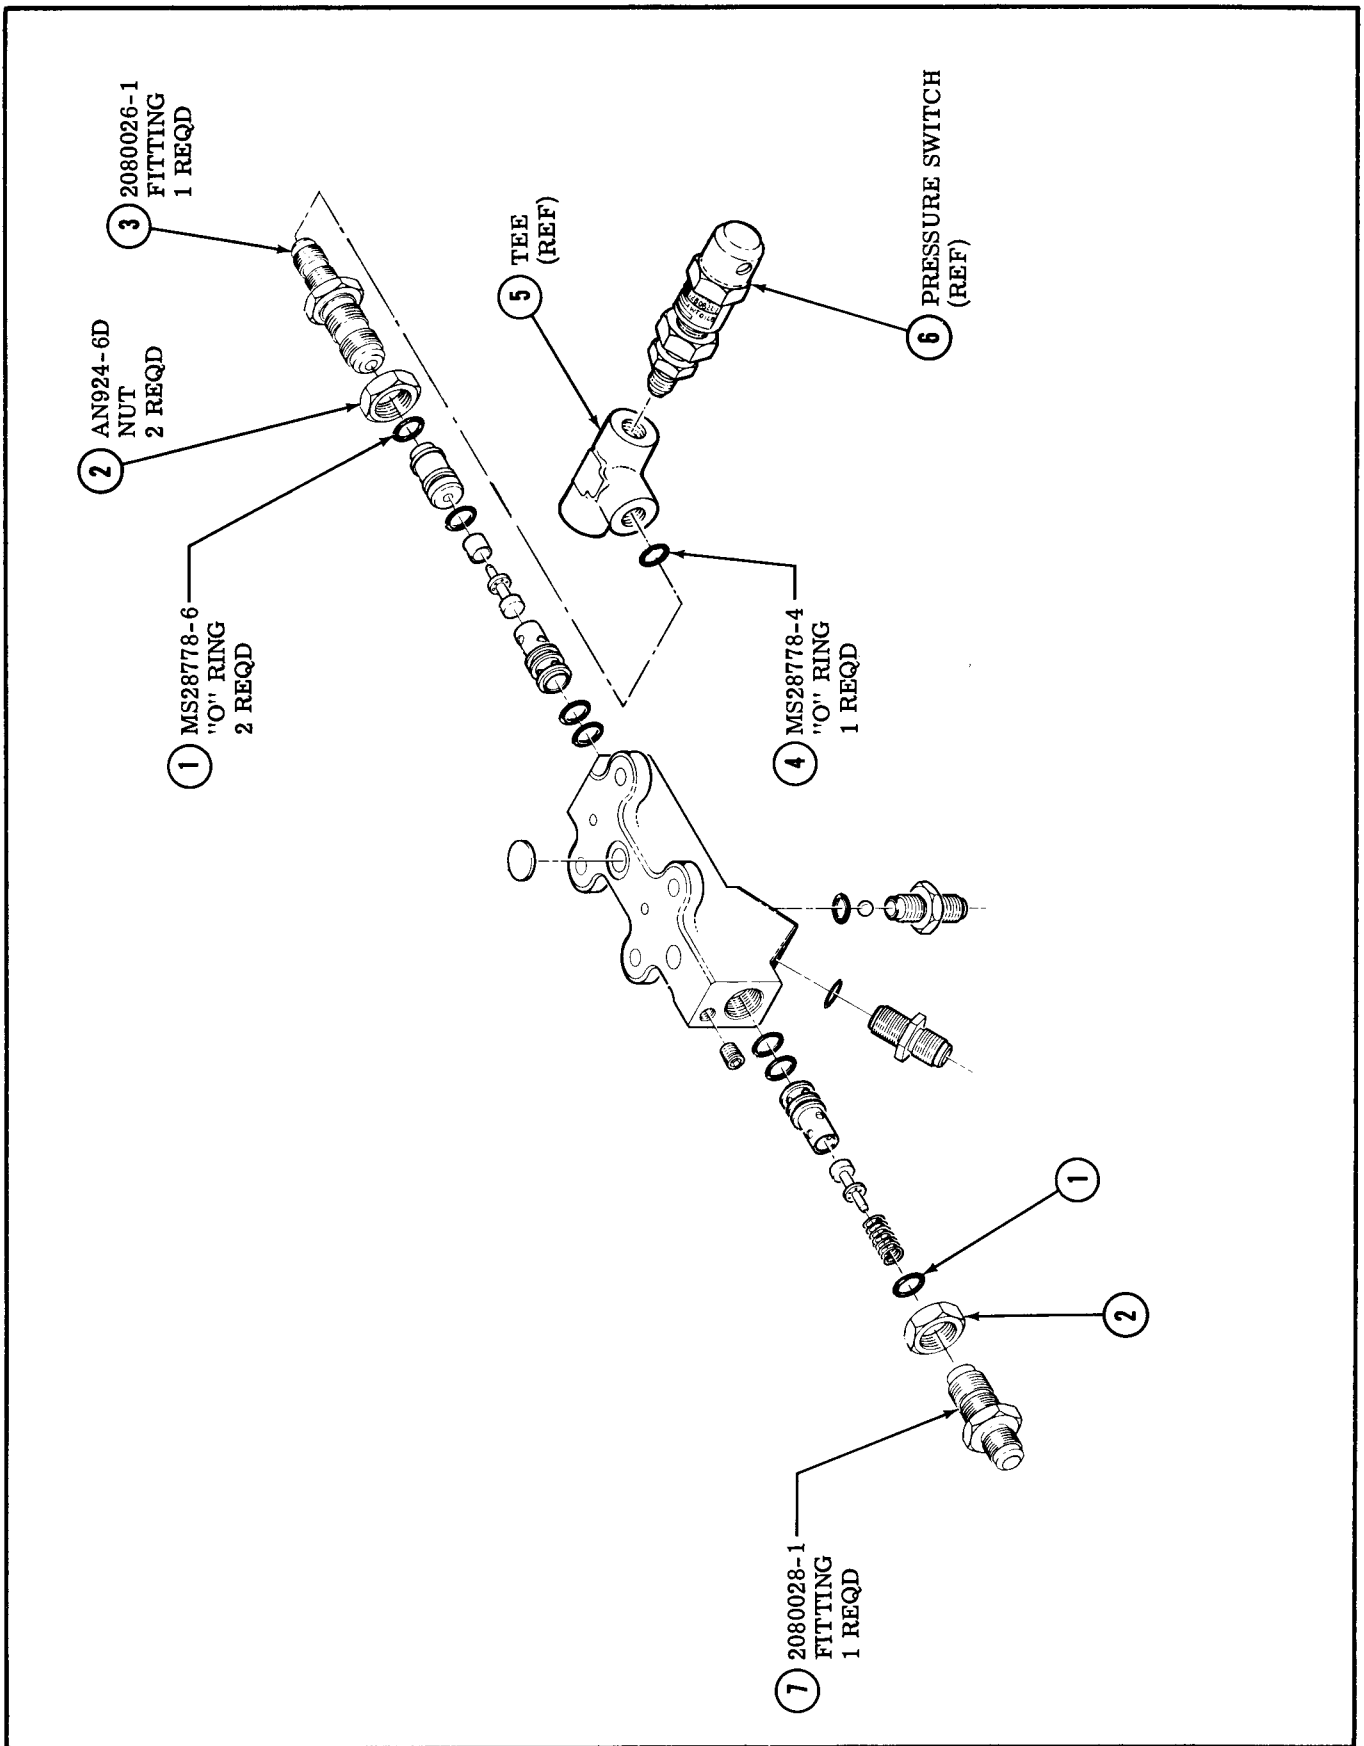 3 2080026-1
FITTING
1 REQD
2 AN924-6D
NUT
2 REQD
1 MS28778-6
"O" RING
2 REQD
5 TEE
(REF)
6 PRESSURE SWITCH
(REF)
4 MS28778-4
"O" RING
1 REQD
1
2
7 2080028-1
FITTING
1 REQD